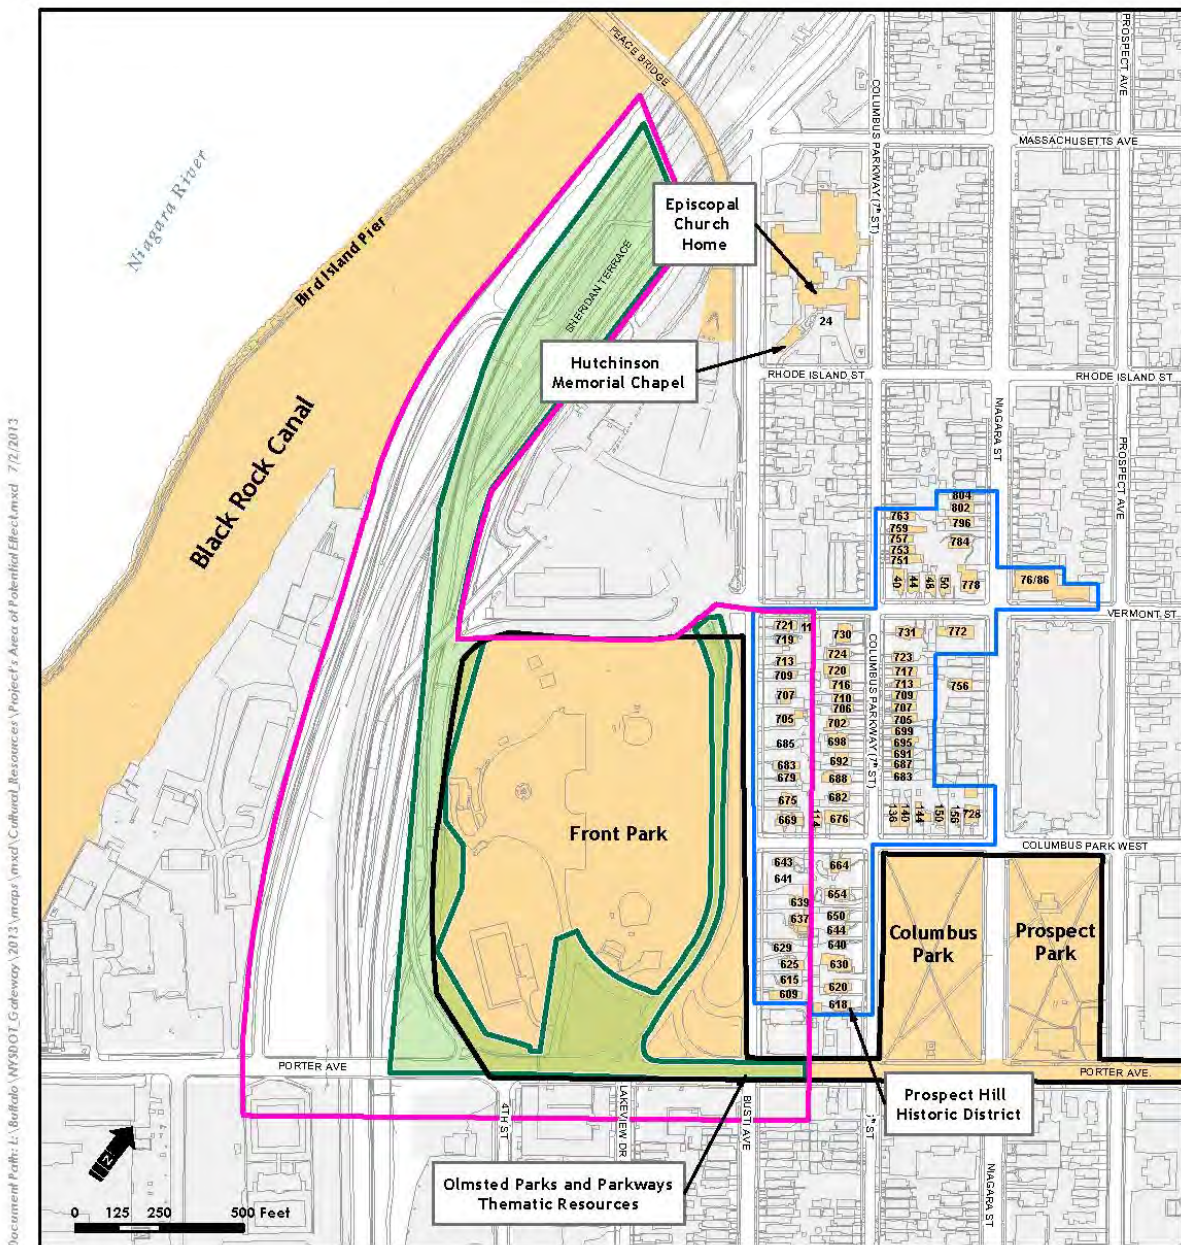 PEACE BRIDGE
COLUMBUS PARKWAY (7th ST)
PROSPECT AVE
MASSACHUSETTS AVE
Niagara River
Bird Island Pier
Episcopal
Church
Home
SHERIDAN TERRACE
24
Hutchinson
Memorial Chapel
RHODE ISLAND ST
RHODE ISLAND ST
Black Rock Canal
NIAGARA ST
PROSPECT AVE
804
802
763
796
759
757
784
753
751
40
44
48
50
778
76/86
VERMONT ST
721
11
719
730
731
772
724
723
713
720
717
709
716
713
756
707
710
709
706
707
705
702
705
699
685
698
695
691
683
692
687
679
688
683
675
682
669
114
676
136
140
144
150
156
728
COLUMBUS PARKWAY (7th ST)
COLUMBUS PARK WEST
Front Park
643
664
641
639
654
637
650
644
629
640
625
630
615
620
609
618
Columbus
Park
Prospect
Park
PORTER AVE
PORTER AVE.
4TH ST
LAKEVIEW DR
BUSTI AVE
7th ST
NIAGARA ST
Prospect Hill
Historic District
Olmsted Parks and Parkways
Thematic Resources
N
0 125 250 500 Feet
Document Path: L:\Buffalo\NYSDOT_Gateway\2013\maps\mxd\Cultural_Resources\Project's Area of Potential Effect.mxd 7/2/2013